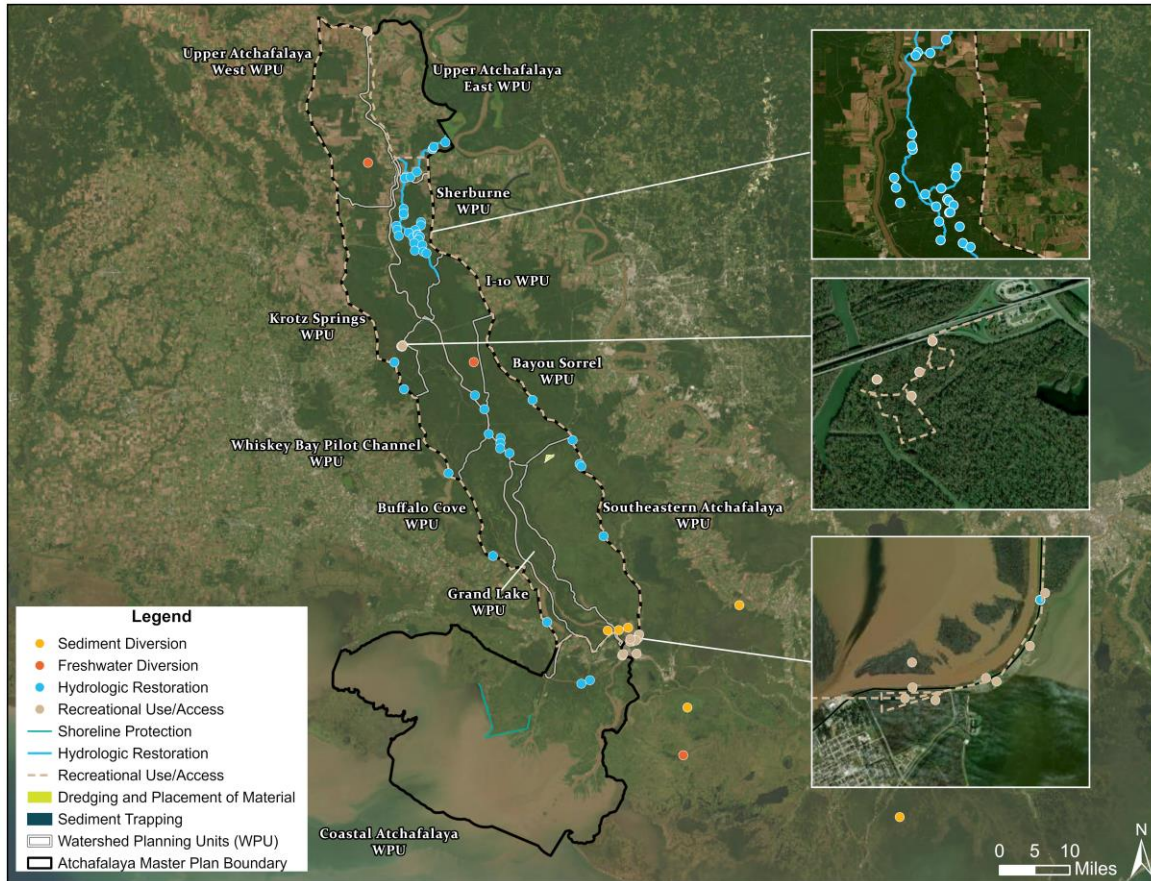 Upper Atchafalaya
West WPU
Upper Atchafalaya
East WPU
Sherburne
WPU
I-10 WPU
Krotz Springs
WPU
Bayou Sorrel
WPU
Whiskey Bay Pilot Channel
WPU
Buffalo Cove
WPU
Southeastern Atchafalaya
WPU
Grand Lake
WPU
Coastal Atchafalaya
WPU
Legend
Sediment Diversion
Freshwater Diversion
Hydrologic Restoration
Recreational Use/Access
Shoreline Protection
Hydrologic Restoration
Recreational Use/Access
Dredging and Placement of Material
Sediment Trapping
Watershed Planning Units (WPU)
Atchafalaya Master Plan Boundary
0 5 10
Miles
N